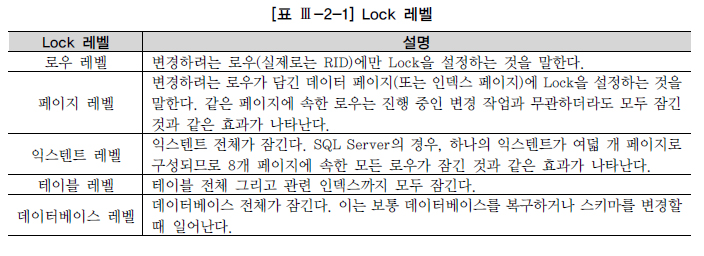 [표 Ⅲ-2-1] Lock 레벨
Lock 레벨 설명
로우 레벨 변경하려는 로우(실제로는 RID)에만 Lock을 설정하는 것을 말한다.
페이지 레벨 변경하려는 로우가 담긴 데이터 페이지(또는 인덱스 페이지)에 Lock을 설정하는 것을
말한다. 같은 페이지에 속한 로우는 진행 중인 변경 작업과 무관하더라도 모두 잠긴
것과 같은 효과가 나타난다.
익스텐트 레벨 익스텐트 전체가 잠긴다. SQL Server의 경우, 하나의 익스텐트가 여덟 개 페이지로
구성되므로 8개 페이지에 속한 모든 로우가 잠긴 것과 같은 효과가 나타난다.
테이블 레벨 테이블 전체 그리고 관련 인덱스까지 모두 잠긴다.
데이터베이스 레벨 데이터베이스 전체가 잠긴다. 이는 보통 데이터베이스를 복구하거나 스키마를 변경할
때 일어난다.